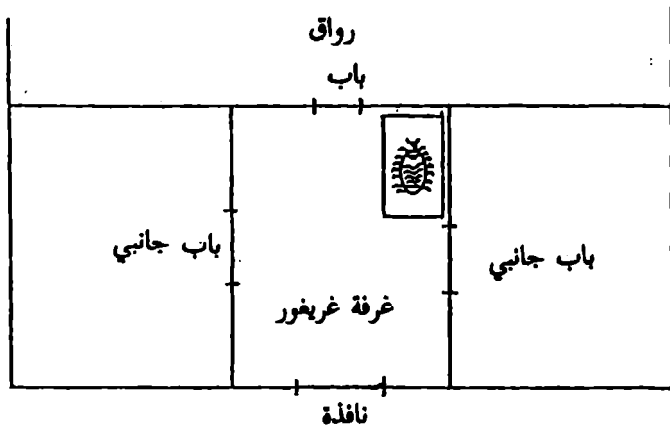 رواق
باب
باب جانبي
باب جانبي
غرفة غريغور
نافذة